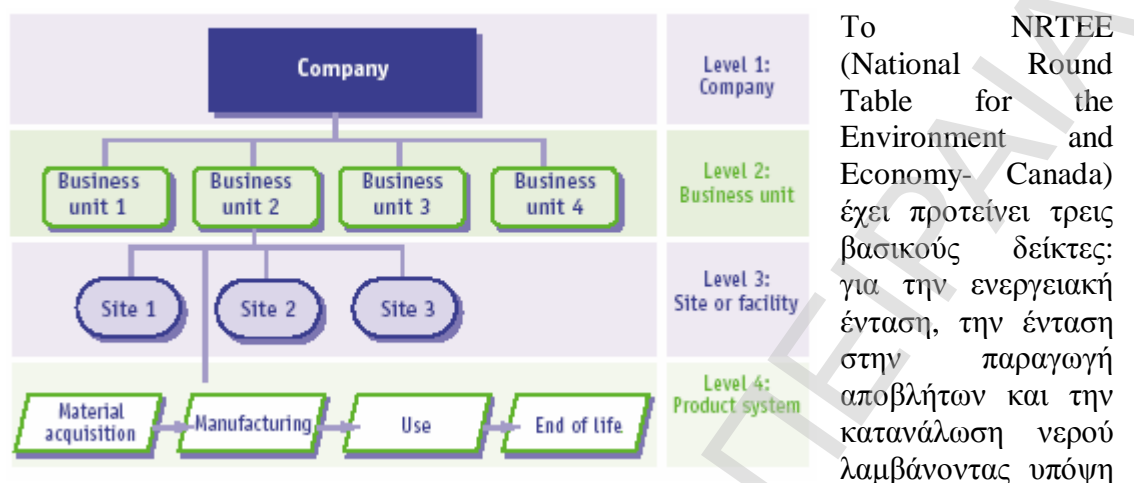 Company
Level 1:
Company
Business
unit 1
Business
unit 2
Business
unit 3
Business
unit 4
Level 2:
Business unit
Site 1
Site 2
Site 3
Level 3:
Site or facility
Material
acquisition
Manufacturing
Use
End of life
Level 4:
Product system
Το NRTEE
(National Round
Table for the
Environment and
Economy- Canada)
έχει προτείνει τρεις
βασικούς δείκτες:
για την ενεργειακή
ένταση, την ένταση
στην παραγωγή
αποβλήτων και την
κατανάλωση νερού
λαμβάνοντας υπόψη